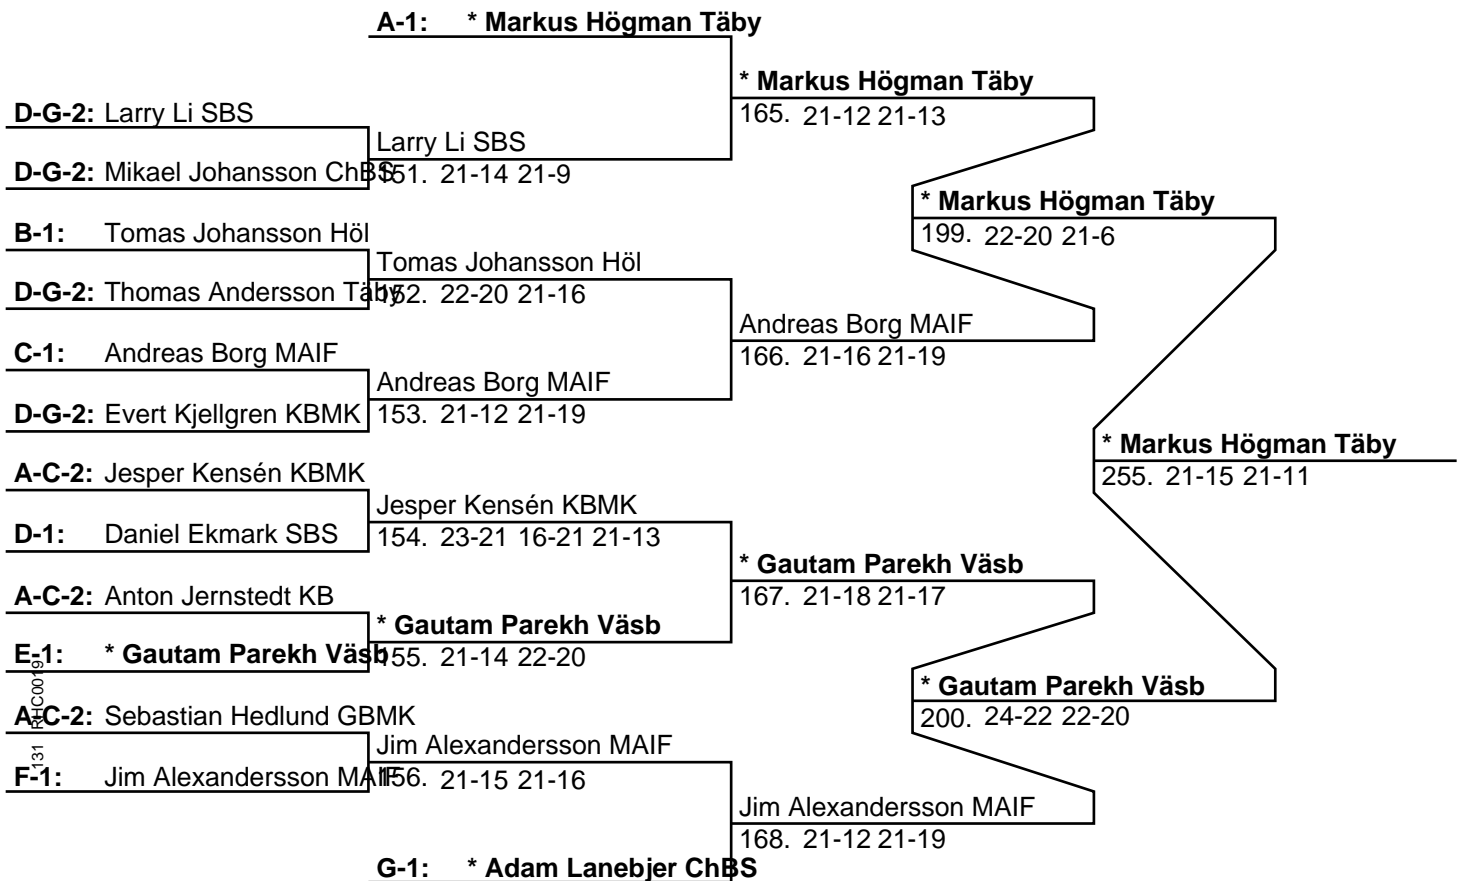 A-1: * Markus Högman Täby
* Markus Högman Täby
D-G-2: Larry Li SBS
165. 21-12 21-13
Larry Li SBS
D-G-2: Mikael Johansson ChBS
151. 21-14 21-9
* Markus Högman Täby
B-1: Tomas Johansson Höl
199. 22-20 21-6
Tomas Johansson Höl
D-G-2: Thomas Andersson Täby
152. 22-20 21-16
Andreas Borg MAIF
C-1: Andreas Borg MAIF
166. 21-16 21-19
Andreas Borg MAIF
D-G-2: Evert Kjellgren KBMK
153. 21-12 21-19
* Markus Högman Täby
A-C-2: Jesper Kensén KBMK
255. 21-15 21-11
Jesper Kensén KBMK
D-1: Daniel Ekmark SBS
154. 23-21 16-21 21-13
* Gautam Parekh Väsb
A-C-2: Anton Jernstedt KB
167. 21-18 21-17
* Gautam Parekh Väsb
E-1: * Gautam Parekh Väsb
155. 21-14 22-20
* Gautam Parekh Väsb
A-C-2: Sebastian Hedlund GBMK
200. 24-22 22-20
131 RHC0019
Jim Alexandersson MAIF
F-1: Jim Alexandersson MAIF
156. 21-15 21-16
Jim Alexandersson MAIF
168. 21-12 21-19
G-1: * Adam Lanebjer ChBS